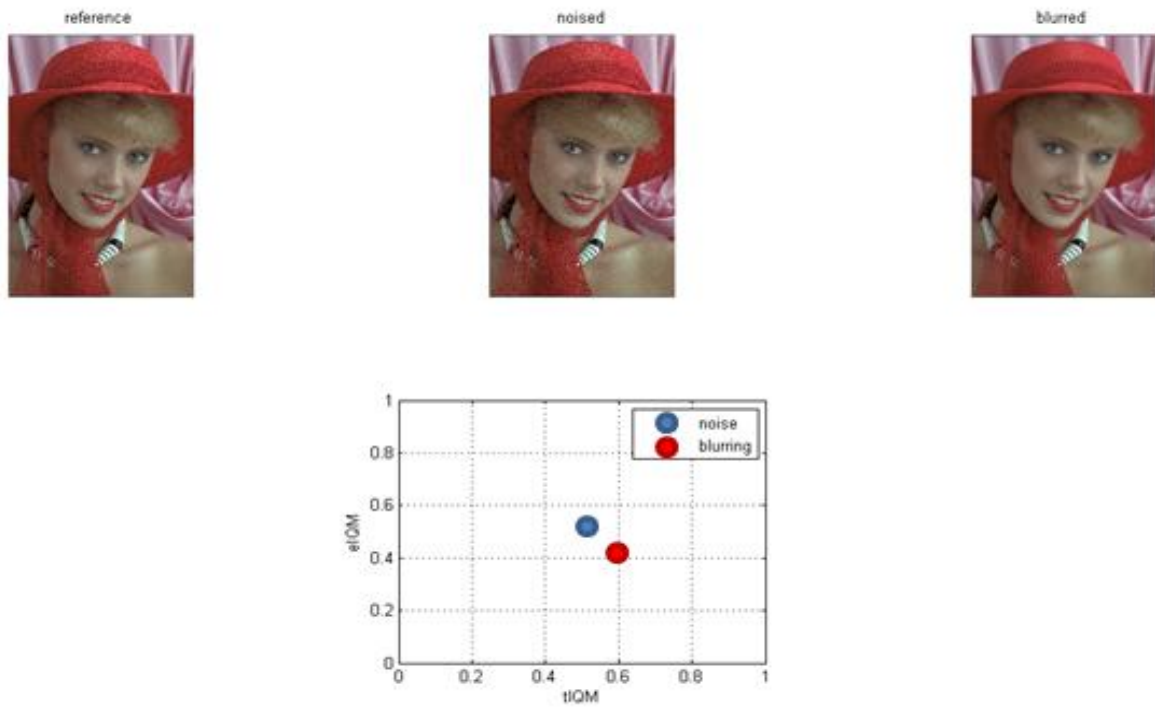 reference
noised
blurred
1
0.8
0.6
0.4
0.2
0
eIQM
noise
blurring
0 0.2 0.4 0.6 0.8 1
tIQM